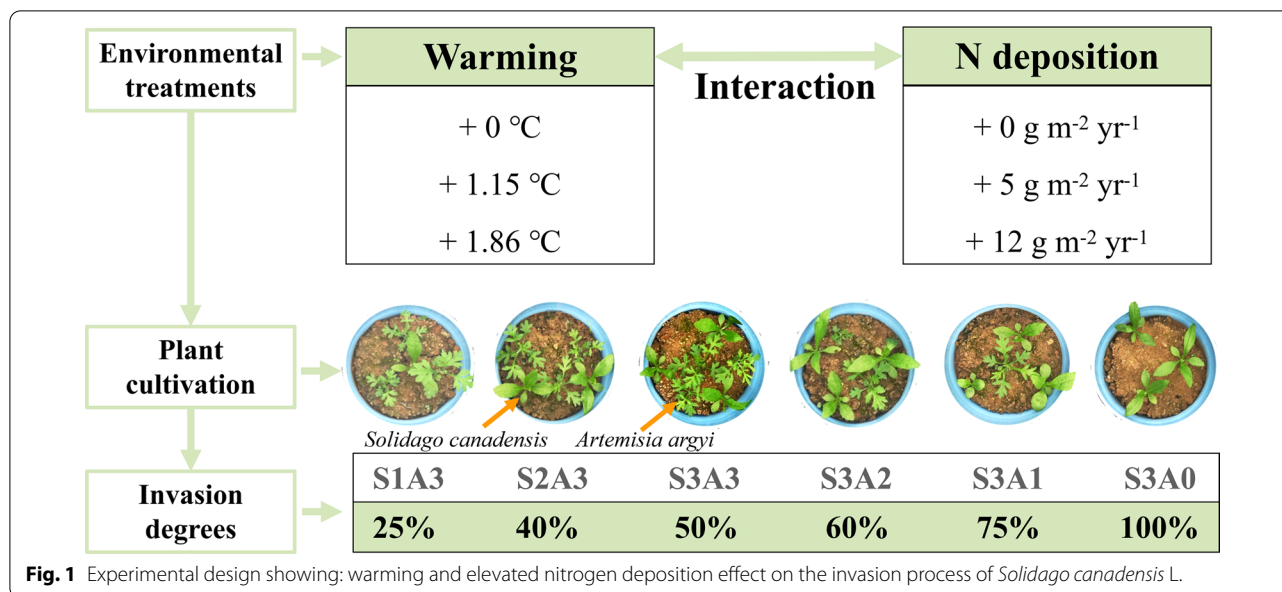 Environmental
treatments
Warming
Interaction
N deposition
+ 0 ℃
+ 1.15 ℃
+ 1.86 ℃
+ 0 g m⁻² yr⁻¹
+ 5 g m⁻² yr⁻¹
+ 12 g m⁻² yr⁻¹
Plant
cultivation
Solidago canadensis
Artemisia argyi
Invasion
degrees
S1A3 S2A3 S3A3 S3A2 S3A1 S3A0
25% 40% 50% 60% 75% 100%
Fig. 1 Experimental design showing: warming and elevated nitrogen deposition effect on the invasion process of Solidago canadensis L.